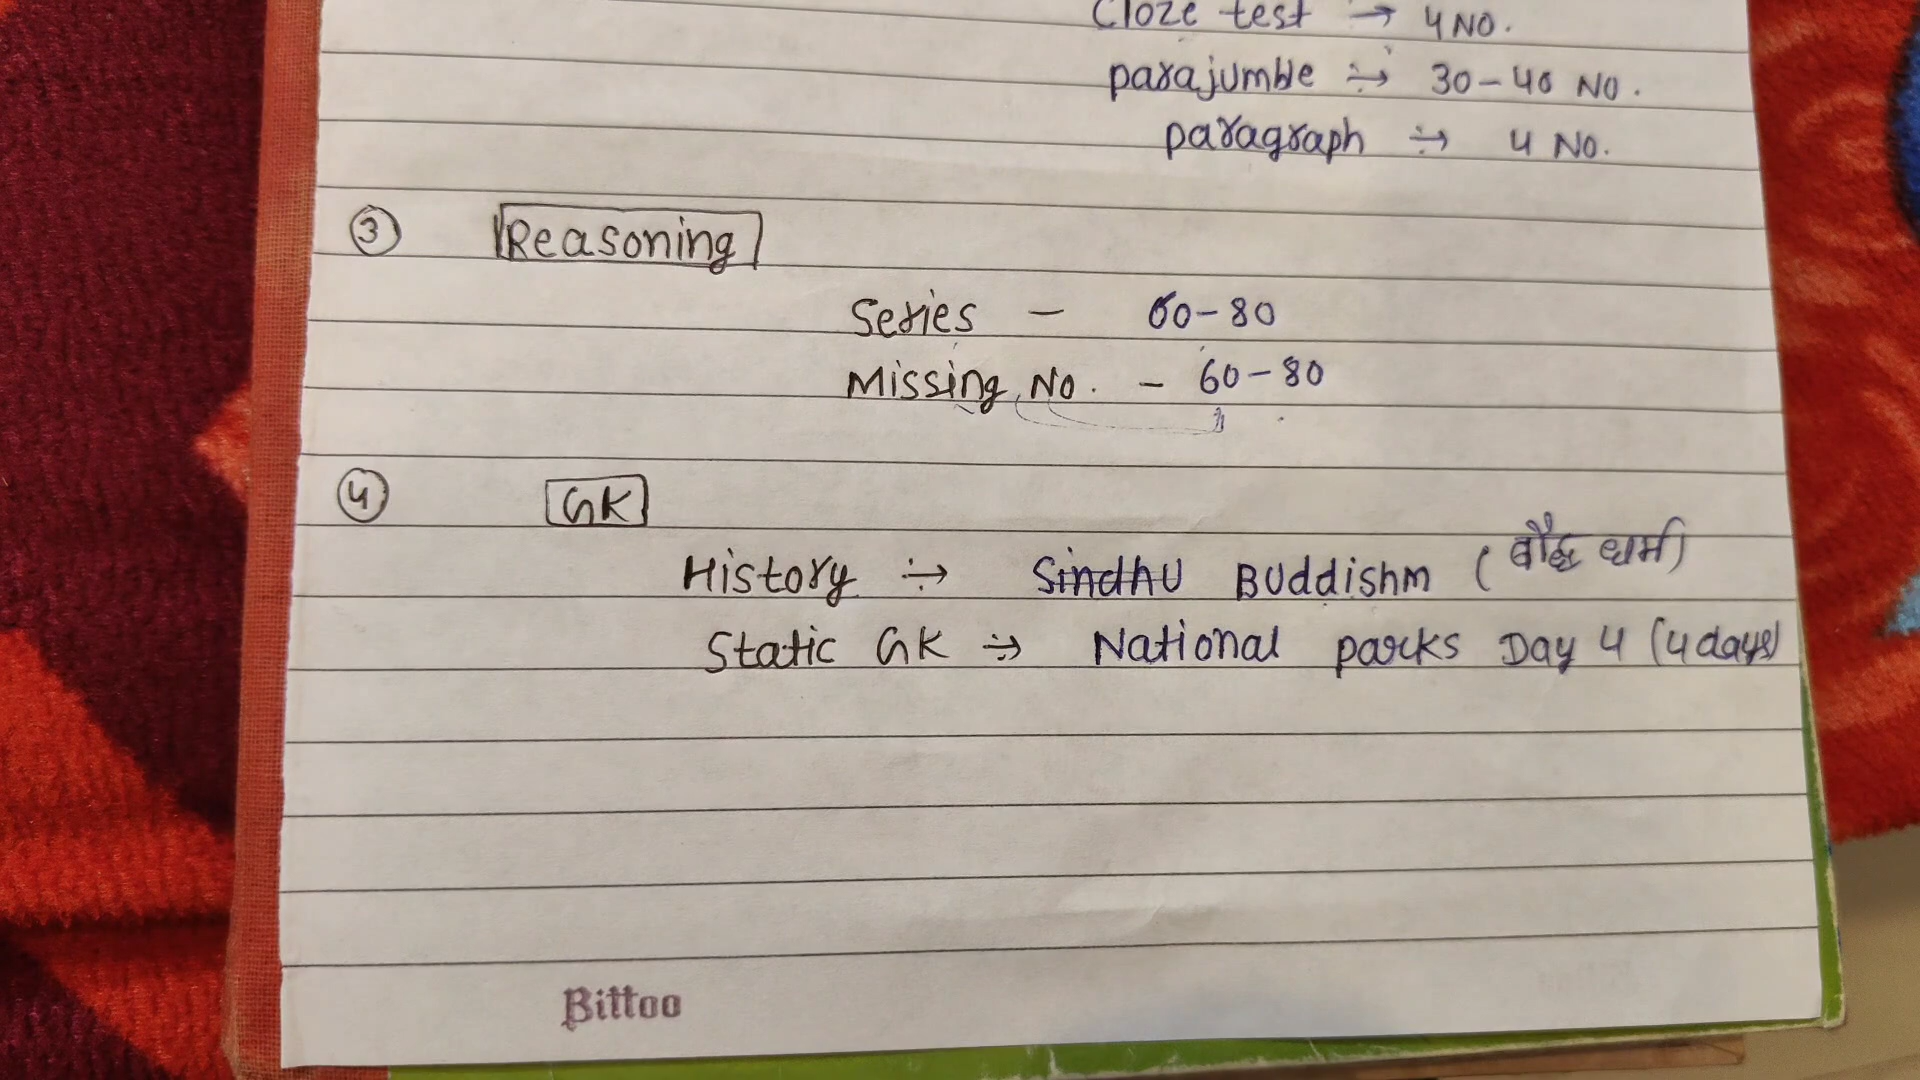 Cloze test → 4 NO.
parajumble ÷→ 30-40 NO.
paragraph ÷→ 4 No.
③ Reasoning
Series - 60-80
Missing No. - 60-80
④ GK
History ÷→ Sindhu Buddishm (बौद्ध धर्म)
Static GK ÷→ National parks Day 4 (4 days)
Bittoo